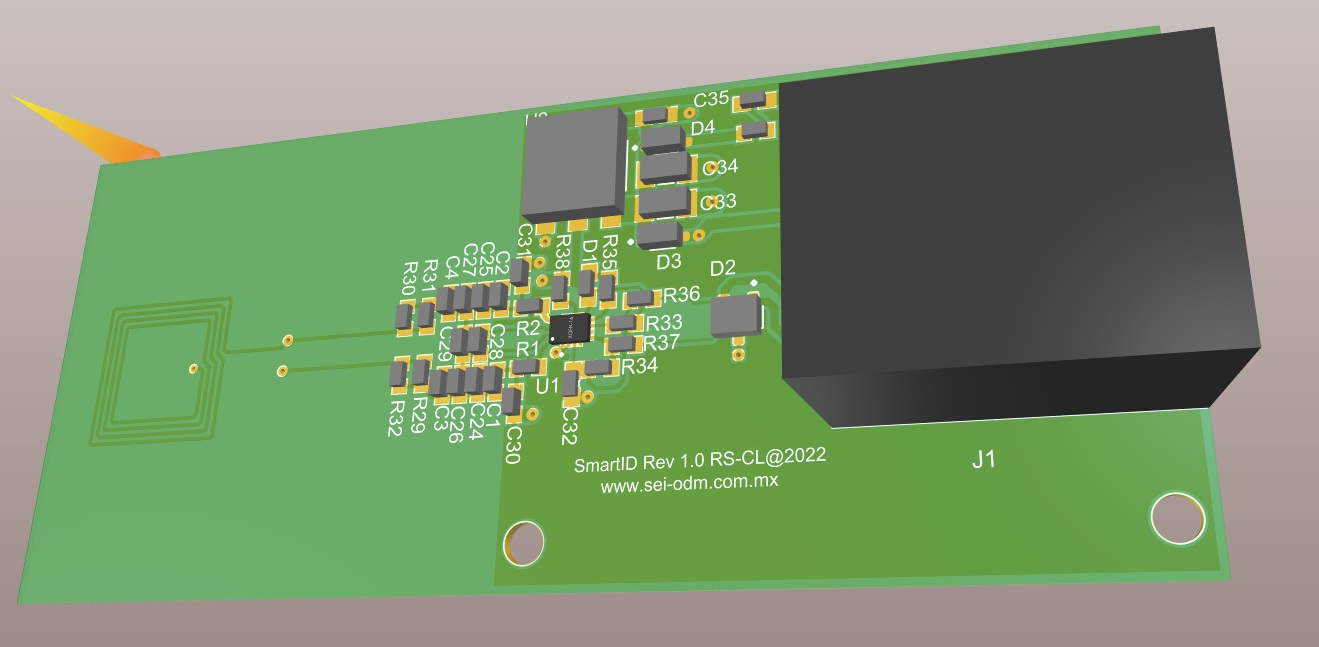 C35
D4
C34
C33
D3
D2
C31
R38
D1
R35
R30
R31
C4
C27
C25
C2
R36
R2
R33
R37
R1
R34
C29
C28
U1
R32
R29
C3
C26
C24
C1
C30
C32
SmartID Rev 1.0 RS-CL@2022
www.sei-odm.com.mx
J1